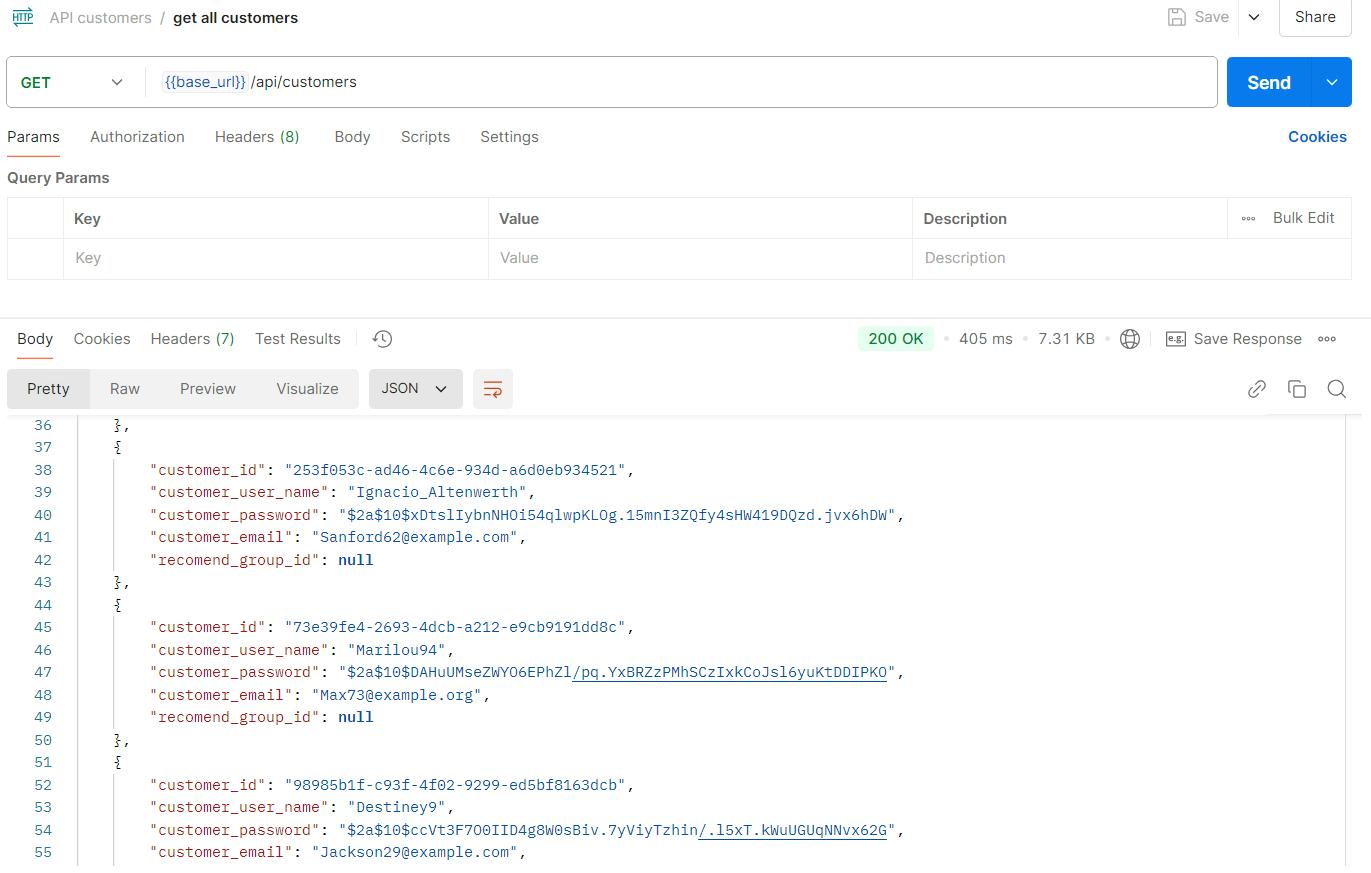 HTTP API customers / get all customers Save Share
GET {{base_url}} /api/customers Send
Params Authorization Headers (8) Body Scripts Settings Cookies
Query Params
Key Value Description Bulk Edit
Key Value Description
Body Cookies Headers (7) Test Results 200 OK 405 ms 7.31 KB e.g. Save Response
Pretty Raw Preview Visualize JSON
36 },
37 {
38 "customer_id": "253f053c-ad46-4c6e-934d-a6d0eb934521",
39 "customer_user_name": "Ignacio_Altenwerth",
40 "customer_password": "$2a$10$xDtslIybnNHOi54qlwpKLOg.15mnI3ZQfy4sHW419DQzd.jvx6hDW",
41 "customer_email": "Sanford62@example.com",
42 "recomend_group_id": null
43 },
44 {
45 "customer_id": "73e39fe4-2693-4dcb-a212-e9cb9191dd8c",
46 "customer_user_name": "Marilou94",
47 "customer_password": "$2a$10$DAHuUMseZWYO6EPhZl/pq.YxBRZzPMhSCzIxkCoJsl6yuKtDDIPKO",
48 "customer_email": "Max73@example.org",
49 "recomend_group_id": null
50 },
51 {
52 "customer_id": "98985b1f-c93f-4f02-9299-ed5bf8163dcb",
53 "customer_user_name": "Destiney9",
54 "customer_password": "$2a$10$ccVt3F7O0IID4g8W0sBiv.7yViyTzhin/.l5xT.kWuUGUqNNvx62G",
55 "customer_email": "Jackson29@example.com",